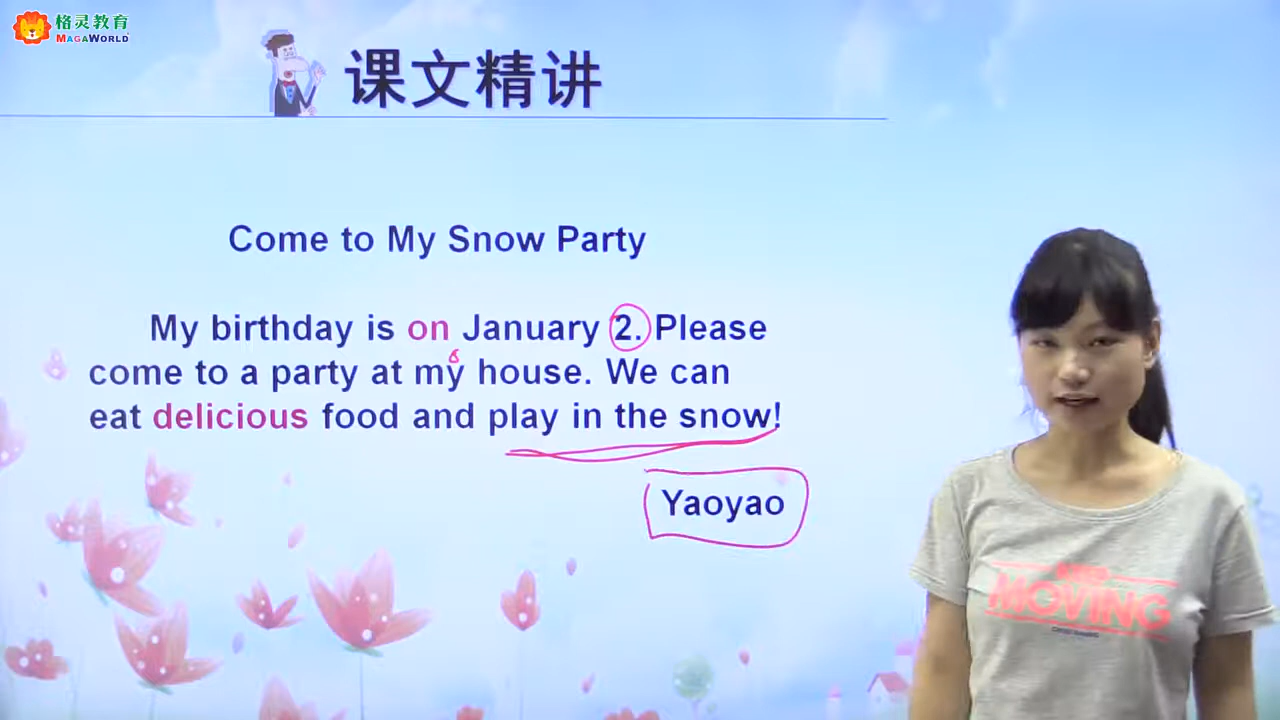 格灵教育
MAGAWORLD
课文精讲
Come to My Snow Party
My birthday is on January 2. Please
come to a party at my house. We can
eat delicious food and play in the snow!
Yaoyao
MOVING